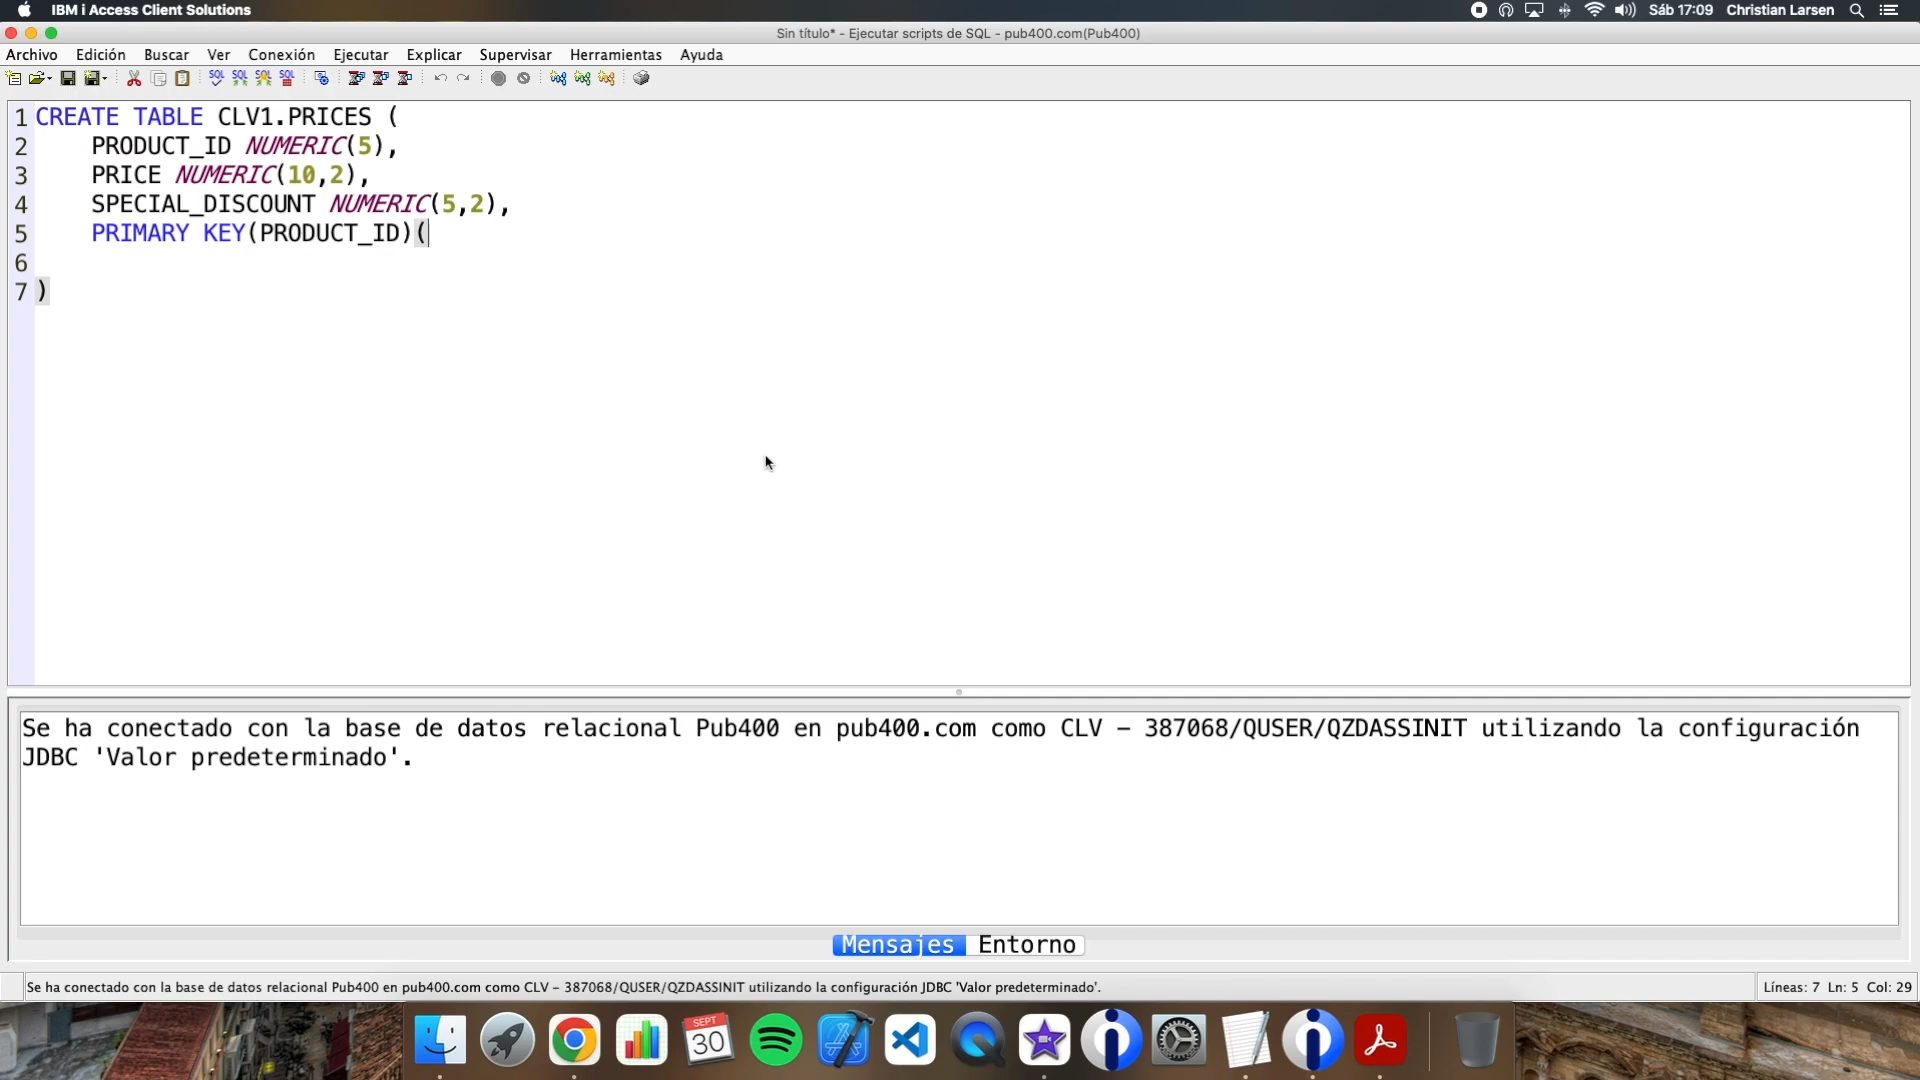 IBM i Access Client Solutions
Sáb 17:09 Christian Larsen
Sin título* - Ejecutar scripts de SQL - pub400.com(Pub400)
Archivo Edición Buscar Ver Conexión Ejecutar Explicar Supervisar Herramientas Ayuda
SQL SQL SQL SQL
1 CREATE TABLE CLV1.PRICES (
2 PRODUCT_ID NUMERIC(5),
3 PRICE NUMERIC(10,2),
4 SPECIAL_DISCOUNT NUMERIC(5,2),
5 PRIMARY KEY(PRODUCT_ID)(
6
7 )
Se ha conectado con la base de datos relacional Pub400 en pub400.com como CLV - 387068/QUSER/QZDASSINIT utilizando la configuración
JDBC 'Valor predeterminado'.
Mensajes Entorno
Se ha conectado con la base de datos relacional Pub400 en pub400.com como CLV - 387068/QUSER/QZDASSINIT utilizando la configuración JDBC 'Valor predeterminado'.
Líneas: 7 Ln: 5 Col: 29
SEPT
30